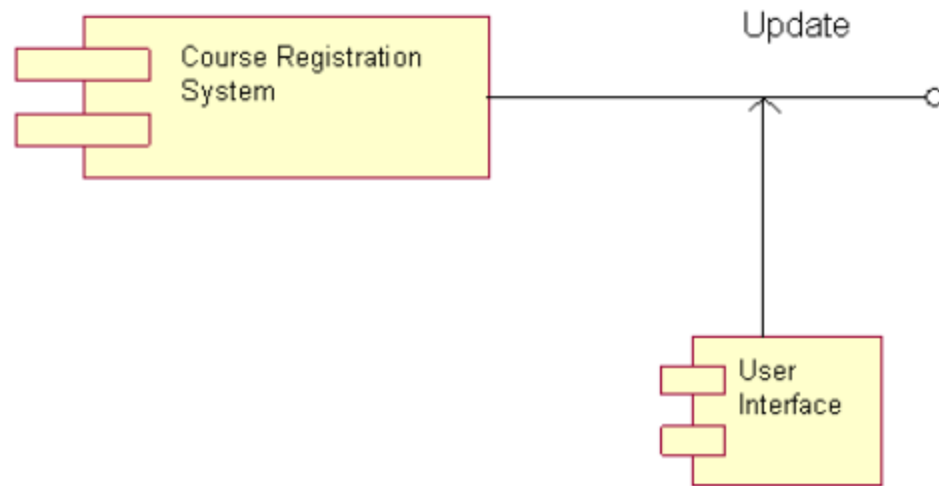 Update
Course Registration
System
User
Interface